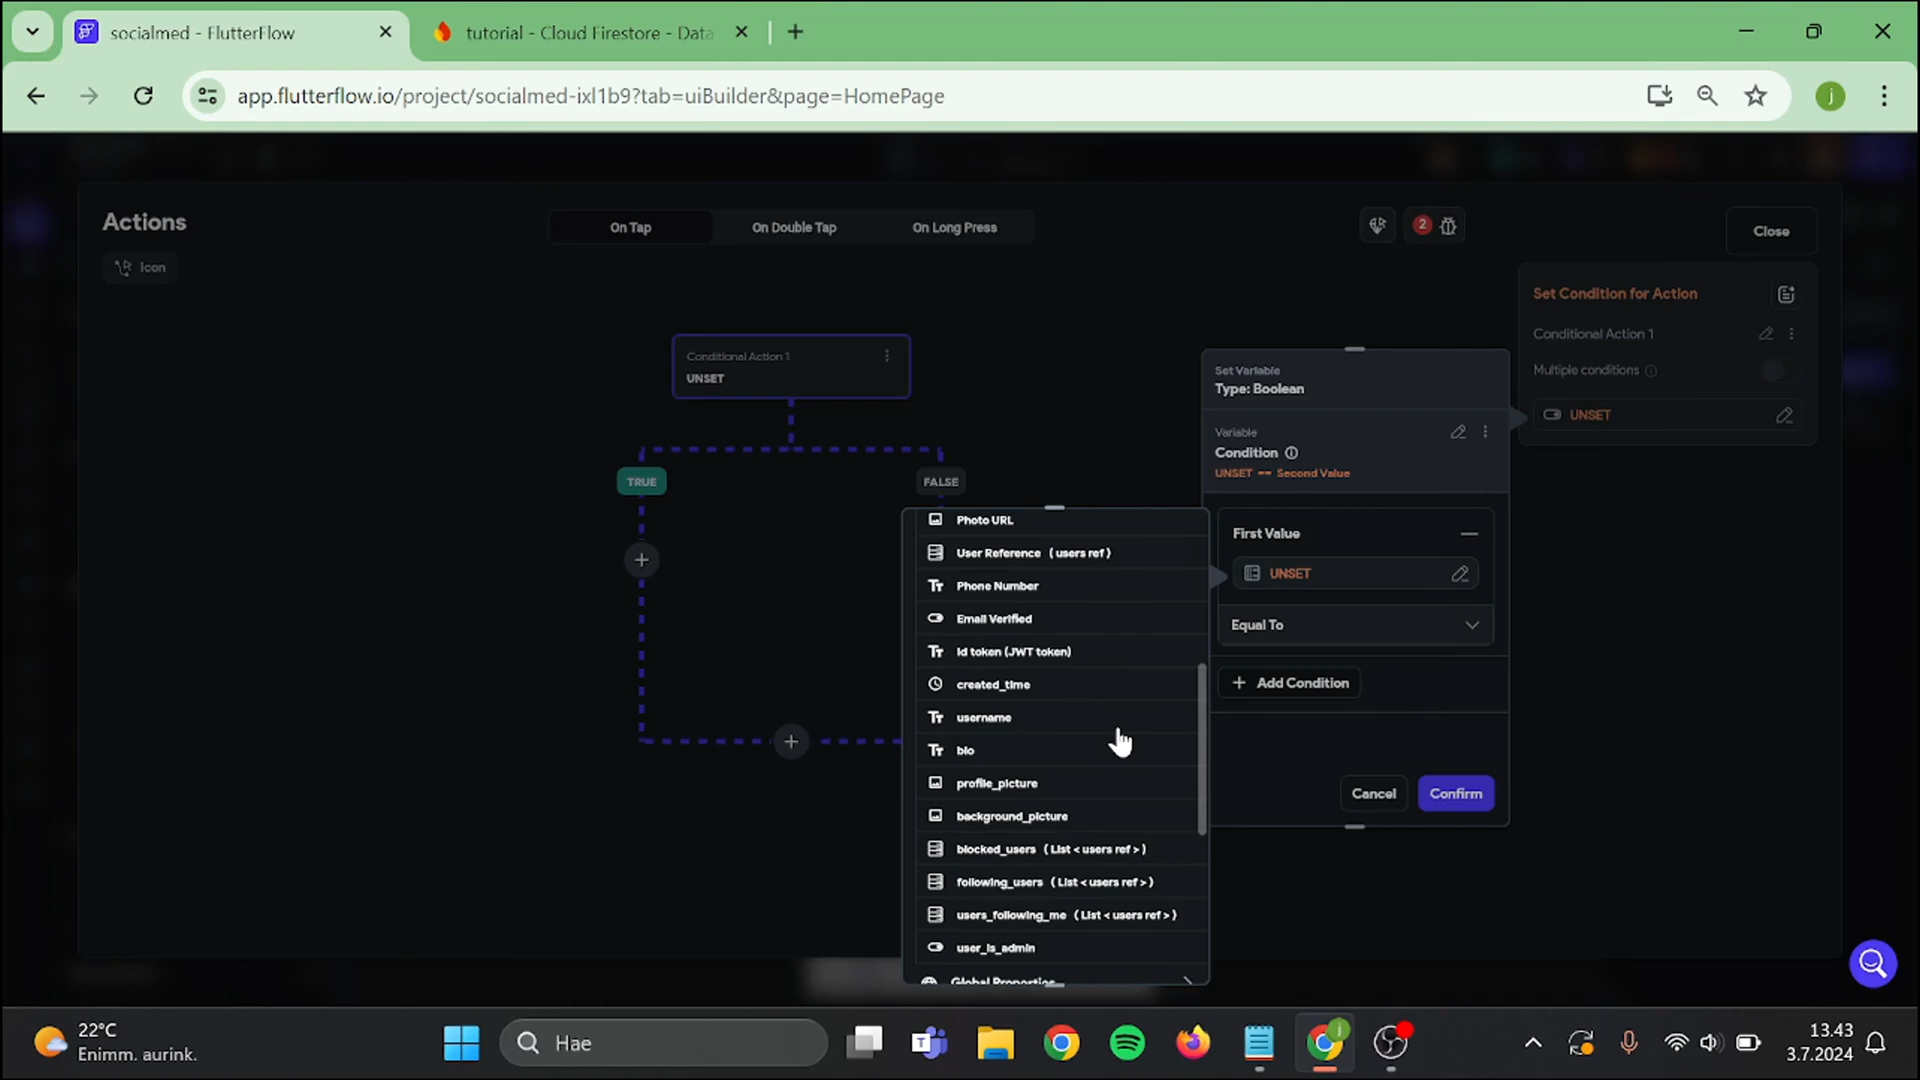 socialmed - FlutterFlow
tutorial - Cloud Firestore - Data
app.flutterflow.io/project/socialmed-ixl1b9?tab=uiBuilder&page=HomePage
j
Actions
On Tap
On Double Tap
On Long Press
2
Close
Icon
Set Condition for Action
Conditional Action 1
Multiple conditions
UNSET
Conditional Action 1
UNSET
TRUE
FALSE
Set Variable
Type: Boolean
Variable
Condition
UNSET == Second Value
First Value
UNSET
Equal To
Add Condition
Cancel
Confirm
Photo URL
User Reference ( users ref )
Phone Number
Email Verified
Id token (JWT token)
created_time
username
bio
profile_picture
background_picture
blocked_users ( List < users ref > )
following_users ( List < users ref > )
users_following_me ( List < users ref > )
user_is_admin
Global Properties
22°C
Enimm. aurink.
Hae
13.43
3.7.2024